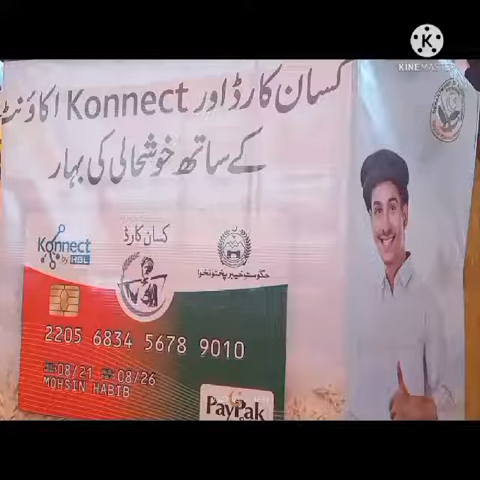 KINEMASTER
کسان کارڈ اور Konnect اکاؤنٹ
کے ساتھ خوشحالی کی بہار
Konnect
by HBL
کسان کارڈ
حکومت خیبر پختونخوا
2205 6834 5678 9010
08/21 08/26
MOHSIN HABIB
PayPak